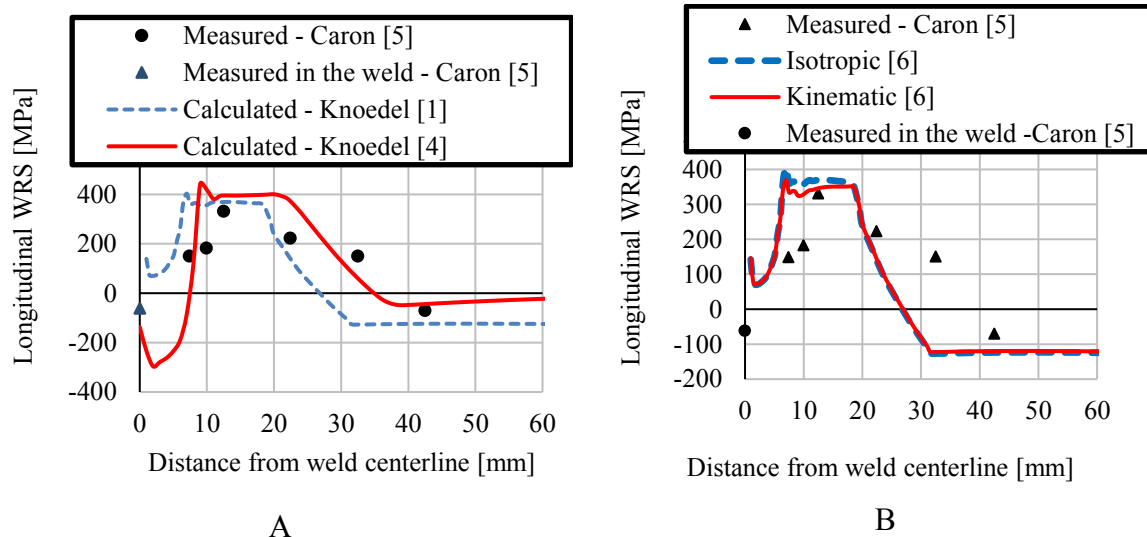 Measured - Caron [5]
Measured in the weld - Caron [5]
Calculated - Knoedel [1]
Calculated - Knoedel [4]
Longitudinal WRS [MPa]
400
200
0
-200
-400
0 10 20 30 40 50 60
Distance from weld centerline [mm]
A
Measured - Caron [5]
Isotropic [6]
Kinematic [6]
Measured in the weld -Caron [5]
Longitudinal WRS [MPa]
400
300
200
100
0
-100
-200
0 10 20 30 40 50 60
Distance from weld centerline [mm]
B